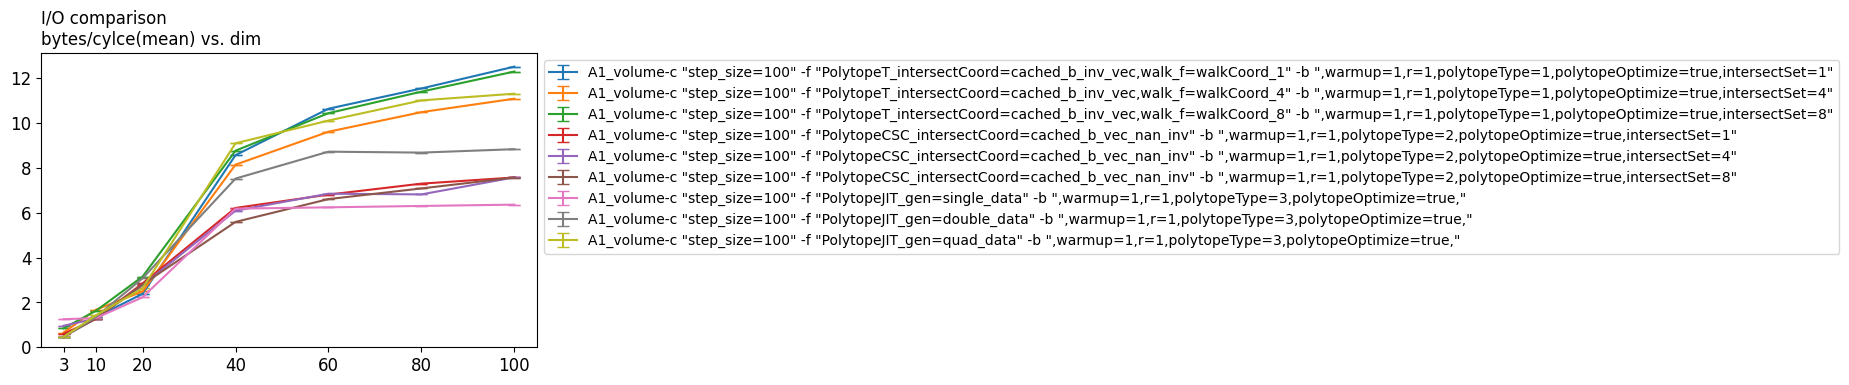 I/O comparison
bytes/cylce(mean) vs. dim
12
10
8
6
4
2
0
3 10 20 40 60 80 100
A1_volume-c "step_size=100" -f "PolytopeT_intersectCoord=cached_b_inv_vec,walk_f=walkCoord_1" -b ",warmup=1,r=1,polytopeType=1,polytopeOptimize=true,intersectSet=1"
A1_volume-c "step_size=100" -f "PolytopeT_intersectCoord=cached_b_inv_vec,walk_f=walkCoord_4" -b ",warmup=1,r=1,polytopeType=1,polytopeOptimize=true,intersectSet=4"
A1_volume-c "step_size=100" -f "PolytopeT_intersectCoord=cached_b_inv_vec,walk_f=walkCoord_8" -b ",warmup=1,r=1,polytopeType=1,polytopeOptimize=true,intersectSet=8"
A1_volume-c "step_size=100" -f "PolytopeCSC_intersectCoord=cached_b_vec_nan_inv" -b ",warmup=1,r=1,polytopeType=2,polytopeOptimize=true,intersectSet=1"
A1_volume-c "step_size=100" -f "PolytopeCSC_intersectCoord=cached_b_vec_nan_inv" -b ",warmup=1,r=1,polytopeType=2,polytopeOptimize=true,intersectSet=4"
A1_volume-c "step_size=100" -f "PolytopeCSC_intersectCoord=cached_b_vec_nan_inv" -b ",warmup=1,r=1,polytopeType=2,polytopeOptimize=true,intersectSet=8"
A1_volume-c "step_size=100" -f "PolytopeJIT_gen=single_data" -b ",warmup=1,r=1,polytopeType=3,polytopeOptimize=true,"
A1_volume-c "step_size=100" -f "PolytopeJIT_gen=double_data" -b ",warmup=1,r=1,polytopeType=3,polytopeOptimize=true,"
A1_volume-c "step_size=100" -f "PolytopeJIT_gen=quad_data" -b ",warmup=1,r=1,polytopeType=3,polytopeOptimize=true,"